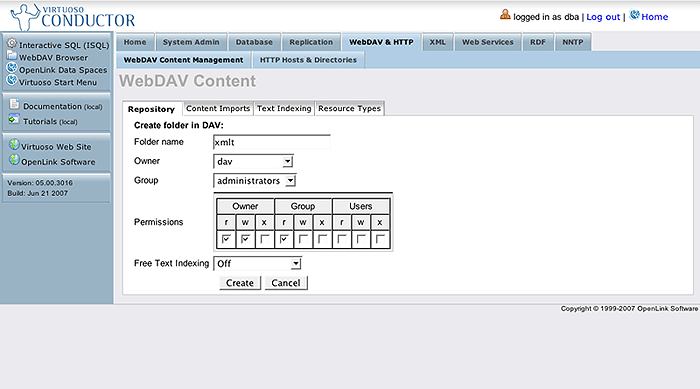 VIRTUOSO
CONDUCTOR
logged in as dba | Log out | Home
Interactive SQL (ISQL)
WebDAV Browser
OpenLink Data Spaces
Virtuoso Start Menu
Documentation (local)
Tutorials (local)
Virtuoso Web Site
OpenLink Software
Version: 05.00.3016
Build: Jun 21 2007
Home System Admin Database Replication WebDAV & HTTP XML Web Services RDF NNTP
WebDAV Content Management HTTP Hosts & Directories
WebDAV Content
Repository Content Imports Text Indexing Resource Types
Create folder in DAV:
Folder name xmlt
Owner dav
Group administrators
Owner Group Users
r w x r w x r w x
Permissions
Free Text Indexing Off
Create Cancel
Copyright © 1999-2007 OpenLink Software